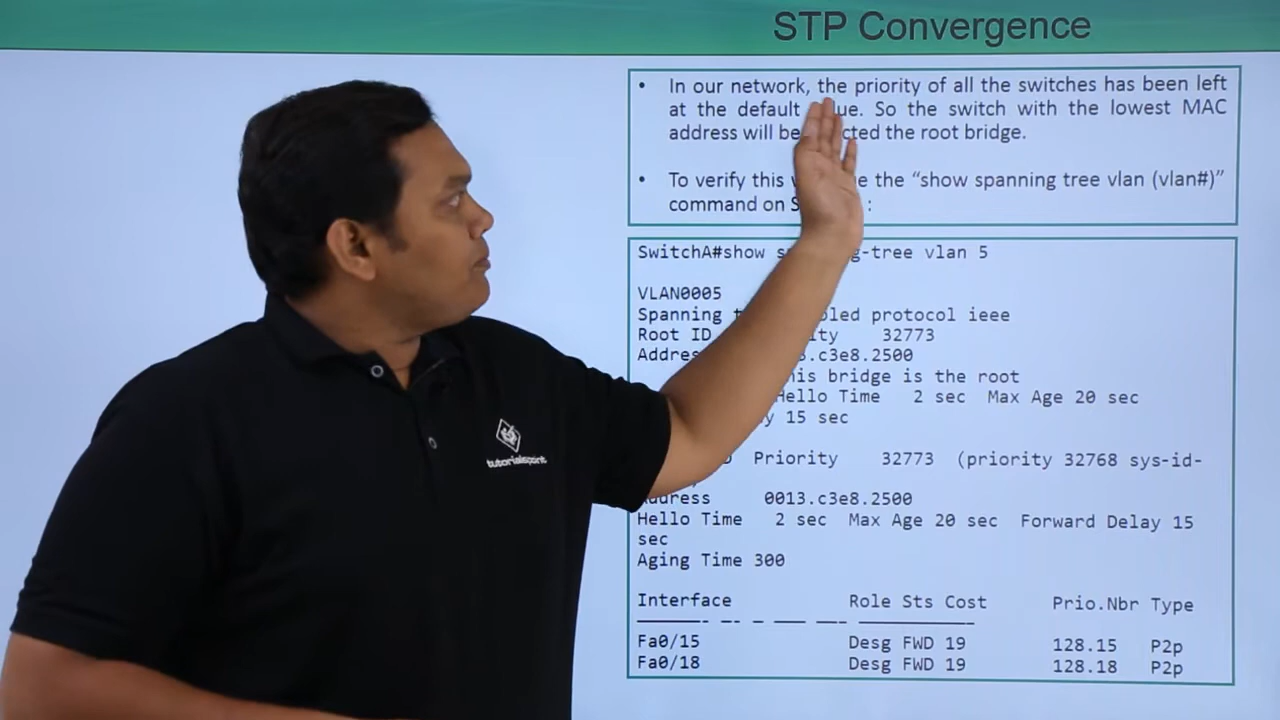 STP Convergence
• In our network, the priority of all the switches has been left
at the default ue. So the switch with the lowest MAC
address will be cted the root bridge.
• To verify this e the “show spanning tree vlan (vlan#)”
command on S :
SwitchA#show s g-tree vlan 5
VLAN0005
Spanning t led protocol ieee
Root ID ty 32773
Addres .c3e8.2500
his bridge is the root
Hello Time 2 sec Max Age 20 sec
y 15 sec
Priority 32773 (priority 32768 sys-id-
Address 0013.c3e8.2500
Hello Time 2 sec Max Age 20 sec Forward Delay 15
sec
Aging Time 300
Interface Role Sts Cost Prio.Nbr Type
Fa0/15 Desg FWD 19 128.15 P2p
Fa0/18 Desg FWD 19 128.18 P2p
tutorialspoint